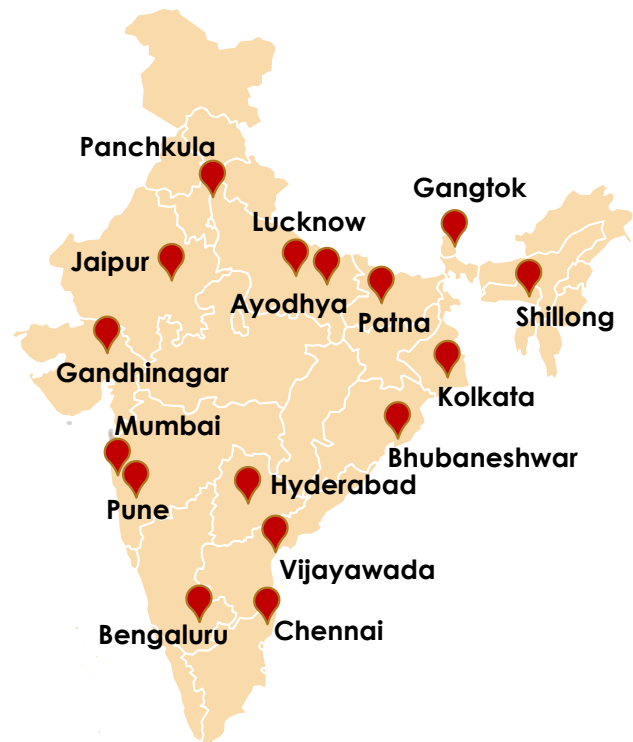 Panchkula
Gangtok
Lucknow
Jaipur
Ayodhya
Patna
Shillong
Gandhinagar
Kolkata
Mumbai
Bhubaneshwar
Hyderabad
Pune
Vijayawada
Bengaluru
Chennai